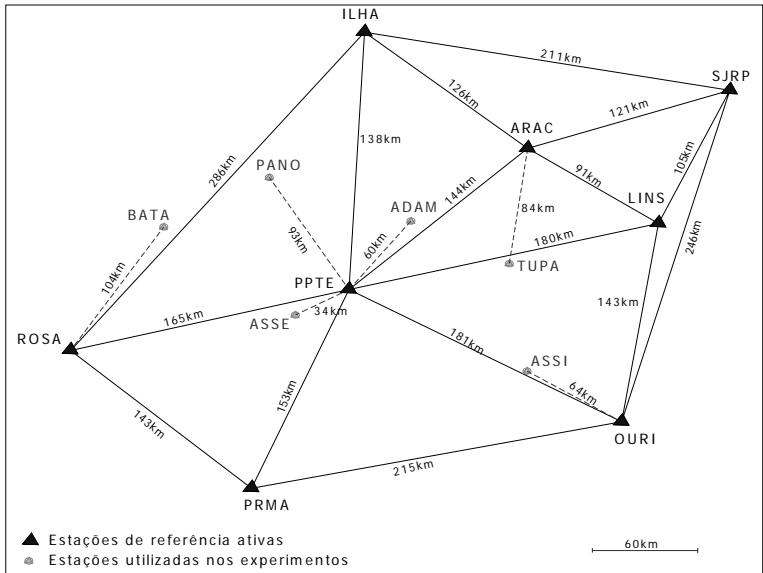 ILHA
211km
SJRP
126km
121km
ARAC
138km
286km
PANO
105km
144km
91km
LINS
ADAM
BATA
84km
93km
60km
180km
246km
TUPA
104km
PPTE
34km
143km
165km
ASSE
ROSA
181km
ASSI
64km
153km
143km
OURI
215km
PRMA
Estações de referência ativas
Estações utilizadas nos experimentos
60km